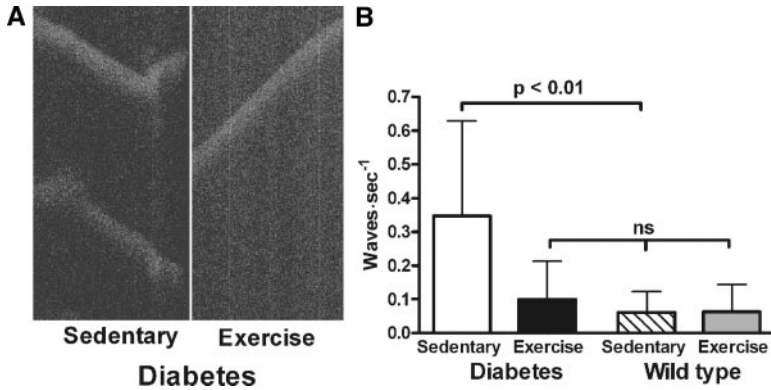 A
Sedentary
Exercise
Diabetes
B
p < 0.01
ns
Waves·sec⁻¹
0.7
0.6
0.5
0.4
0.3
0.2
0.1
0.0
Sedentary Exercise Sedentary Exercise
Diabetes Wild type